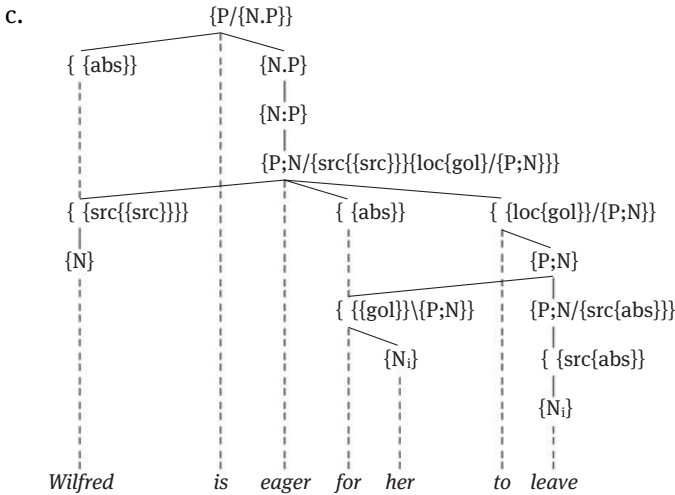 c. {P/{N.P}}
{ {abs}} {N.P}
{N:P}
{P;N/{src{{src}}}{loc{gol}/{P;N}}}
{ {src{{src}}}} { {abs}} { {loc{gol}}/{P;N}}
{N} {P;N}
{ {{gol}}\{P;N}} {P;N/{src{abs}}}
{Nᵢ} { {src{abs}}
{Nᵢ}
Wilfred is eager for her to leave